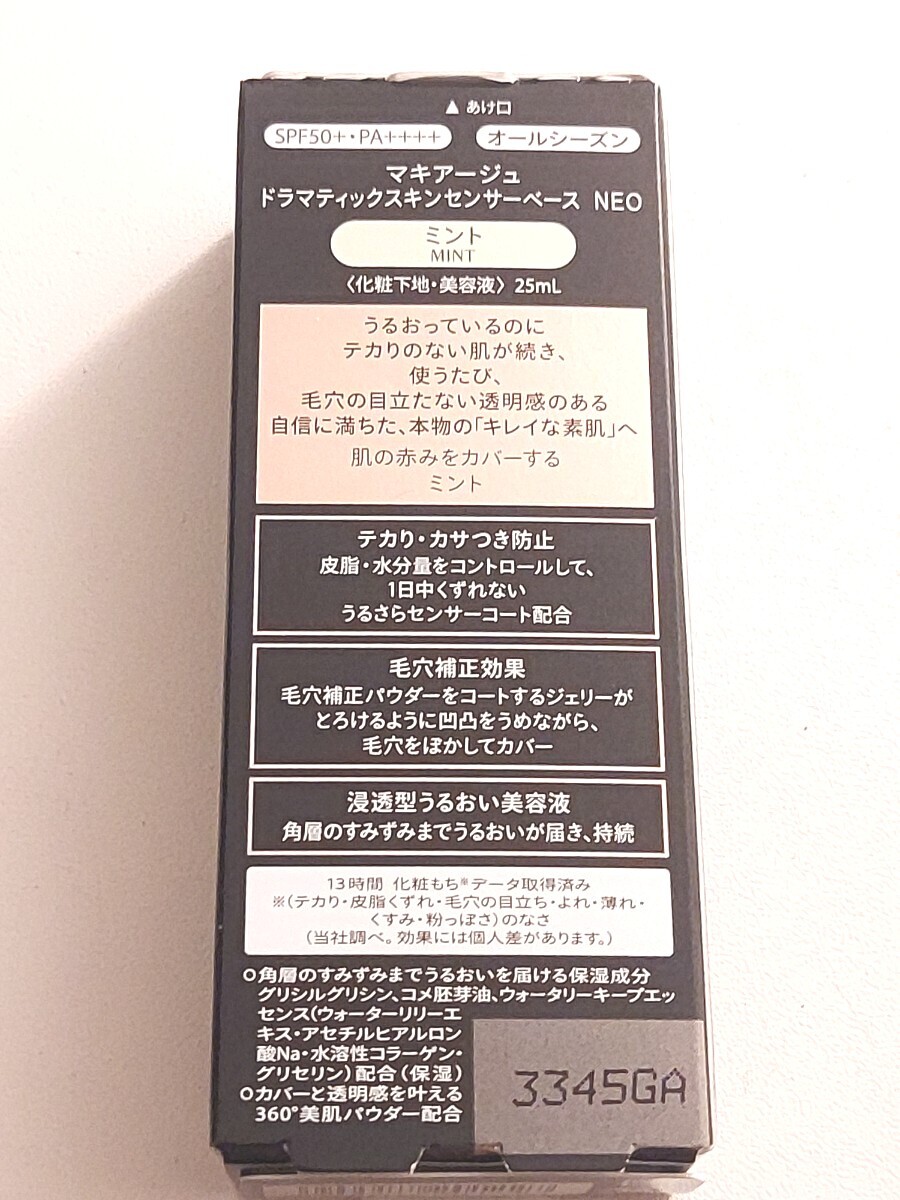 ▲ あけ口
SPF50+・PA++++ オールシーズン
マキアージュ
ドラマティックスキンセンサーベース NEO
ミント
MINT
〈化粧下地・美容液〉 25mL
うるおっているのに
テカりのない肌が続き、
使うたび、
毛穴の目立たない透明感のある
自信に満ちた、本物の「キレイな素肌」へ
肌の赤みをカバーする
ミント
テカり・カサつき防止
皮脂・水分量をコントロールして、
1日中くずれない
うるさらセンサーコート配合
毛穴補正効果
毛穴補正パウダーをコートするジェリーが
とろけるように凹凸をうめながら、
毛穴をぼかしてカバー
浸透型うるおい美容液
角層のすみずみまでうるおいが届き、持続
13時間 化粧もち※データ取得済み
※(テカり・皮脂くずれ・毛穴の目立ち・よれ・薄れ・
くすみ・粉っぽさ)のなさ
(当社調べ。効果には個人差があります。)
○角層のすみずみまでうるおいを届ける保湿成分
グリシルグリシン、コメ胚芽油、ウォータリーキープエッ
センス(ウォーターリリーエ
キス・アセチルヒアルロン
酸Na・水溶性コラーゲン・
グリセリン)配合(保湿)
○カバーと透明感を叶える
360°美肌パウダー配合
3345GA